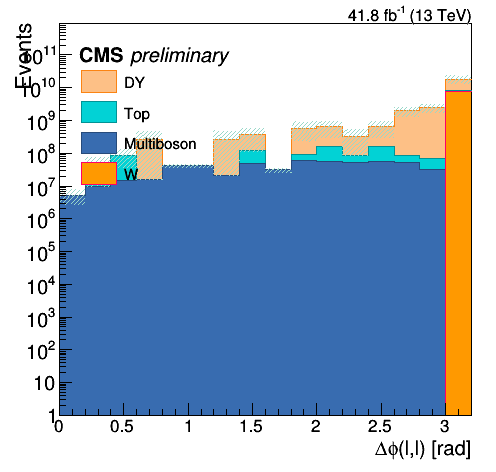 41.8 fb⁻¹ (13 TeV)
Events
CMS preliminary
DY
Top
Multiboson
W
10¹¹
10¹⁰
10⁹
10⁸
10⁷
10⁶
10⁵
10⁴
10³
10²
10
1
0 0.5 1 1.5 2 2.5 3
Δϕ(l,l) [rad]